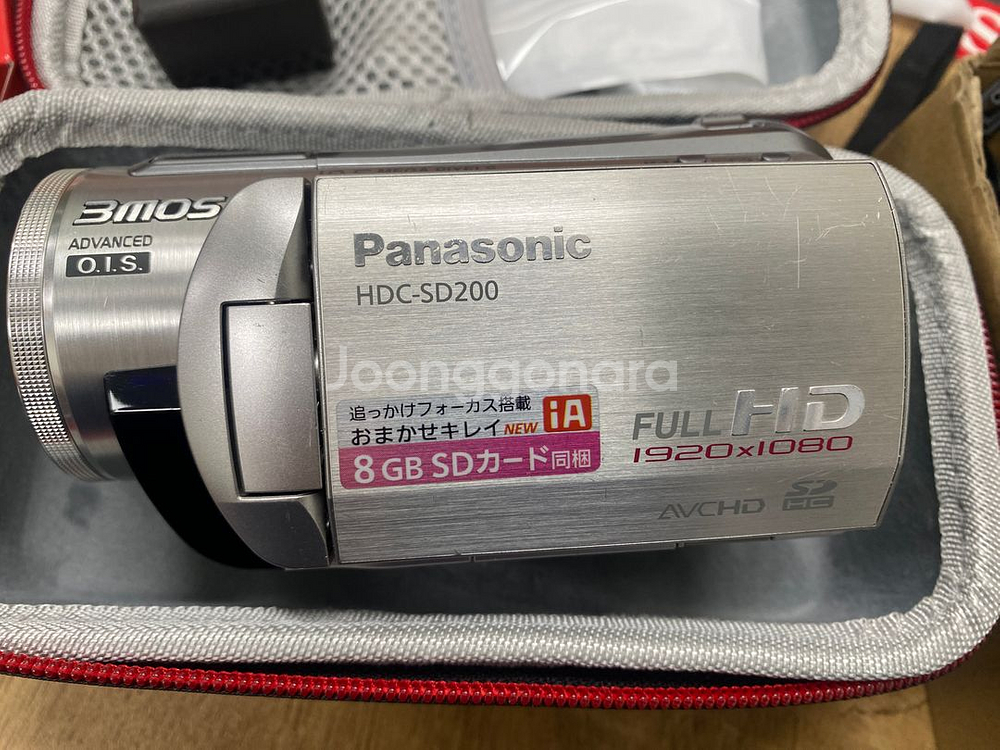 3MOS
ADVANCED
O.I.S.
Panasonic
HDC-SD200
Joonggonara
追っかけフォーカス搭載
おまかせキレイ NEW iA
8GB SDカード同梱
FULL HD
1920x1080
AVCHD SD HC